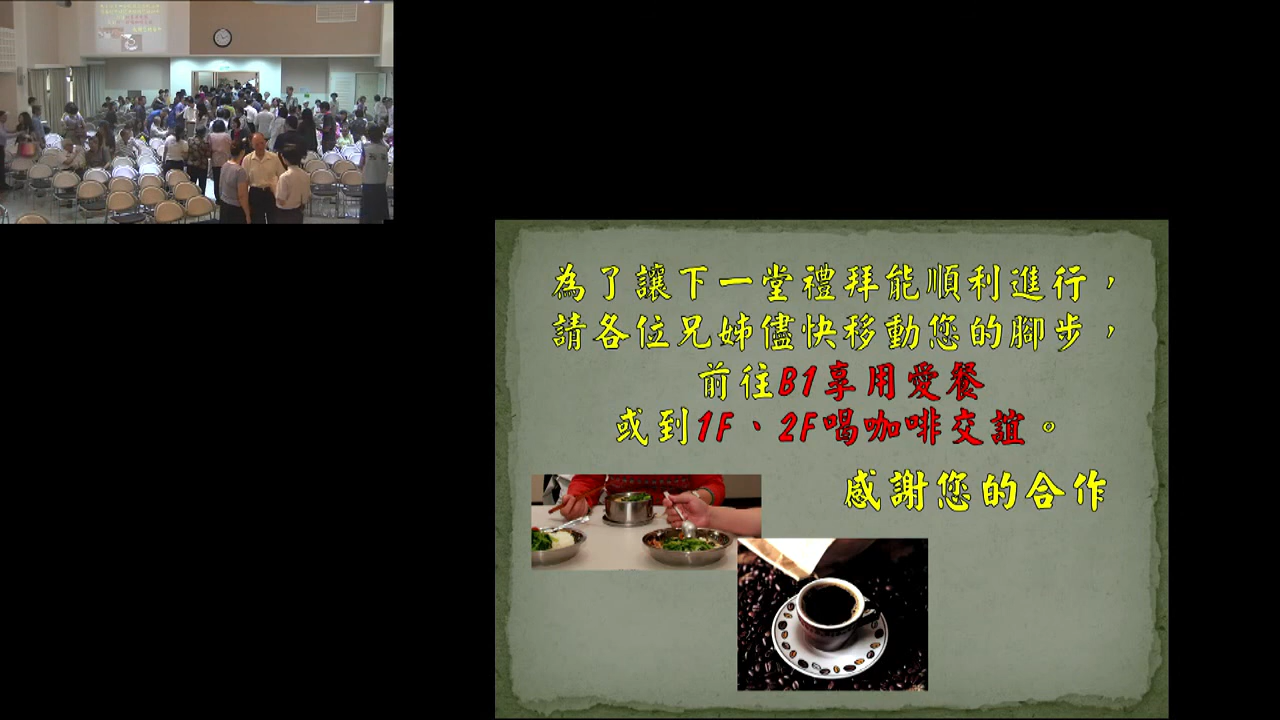 為了讓下一堂禮拜能順利進行，
請各位兄姊儘快移動您的腳步，
前往B1享用愛餐
或到1F、2F喝咖啡交誼。
感謝您的合作